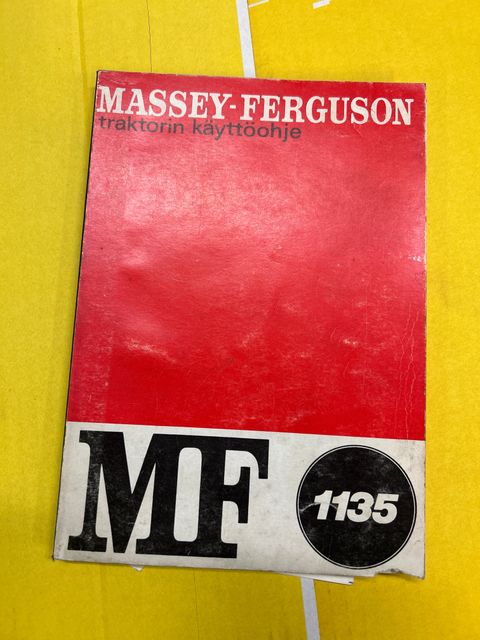 MASSEY-FERGUSON
traktorin käyttöohje
MF
1135